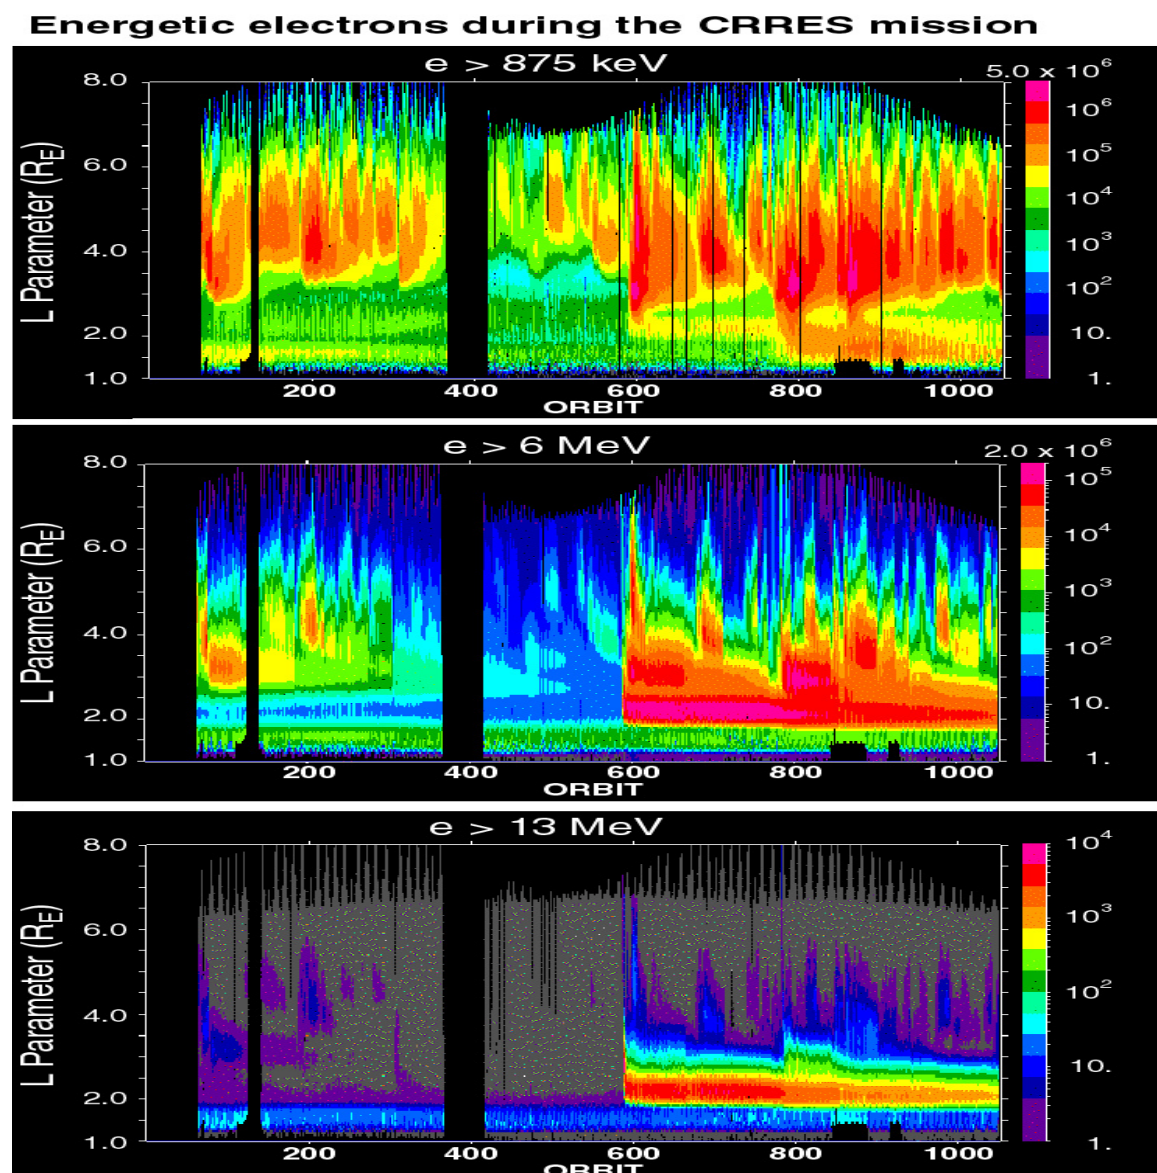 Energetic electrons during the CRRES mission
e > 875 keV
5.0 x 10^6
8.0
6.0
4.0
2.0
1.0
L Parameter (R_E)
200 400 600 800 1000
ORBIT
10^6
10^5
10^4
10^3
10^2
10.
1.
e > 6 MeV
2.0 x 10^6
8.0
6.0
4.0
2.0
1.0
L Parameter (R_E)
200 400 600 800 1000
ORBIT
10^5
10^4
10^3
10^2
10.
1.
e > 13 MeV
8.0
6.0
4.0
2.0
1.0
L Parameter (R_E)
200 400 600 800 1000
ORBIT
10^4
10^3
10^2
10.
1.